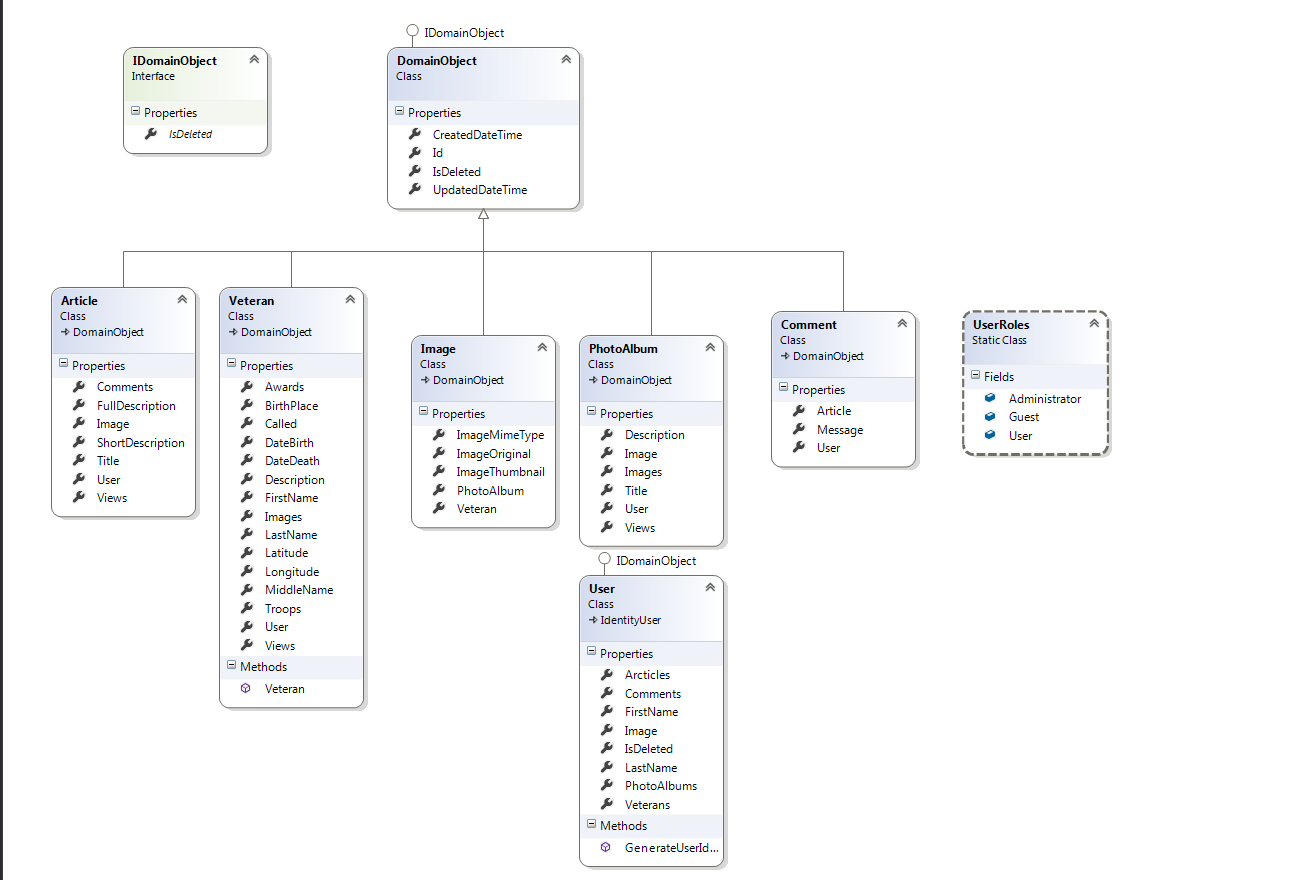 IDomainObject
Interface
Properties
IsDeleted
IDomainObject
DomainObject
Class
Properties
CreatedDateTime
Id
IsDeleted
UpdatedDateTime
Article
Class
DomainObject
Properties
Comments
FullDescription
Image
ShortDescription
Title
User
Views
Veteran
Class
DomainObject
Properties
Awards
BirthPlace
Called
DateBirth
DateDeath
Description
FirstName
Images
LastName
Latitude
Longitude
MiddleName
Troops
User
Views
Methods
Veteran
Image
Class
DomainObject
Properties
ImageMimeType
ImageOriginal
ImageThumbnail
PhotoAlbum
Veteran
PhotoAlbum
Class
DomainObject
Properties
Description
Image
Images
Title
User
Views
IDomainObject
User
Class
IdentityUser
Properties
Arcticles
Comments
FirstName
Image
IsDeleted
LastName
PhotoAlbums
Veterans
Methods
GenerateUserId...
Comment
Class
DomainObject
Properties
Article
Message
User
UserRoles
Static Class
Fields
Administrator
Guest
User